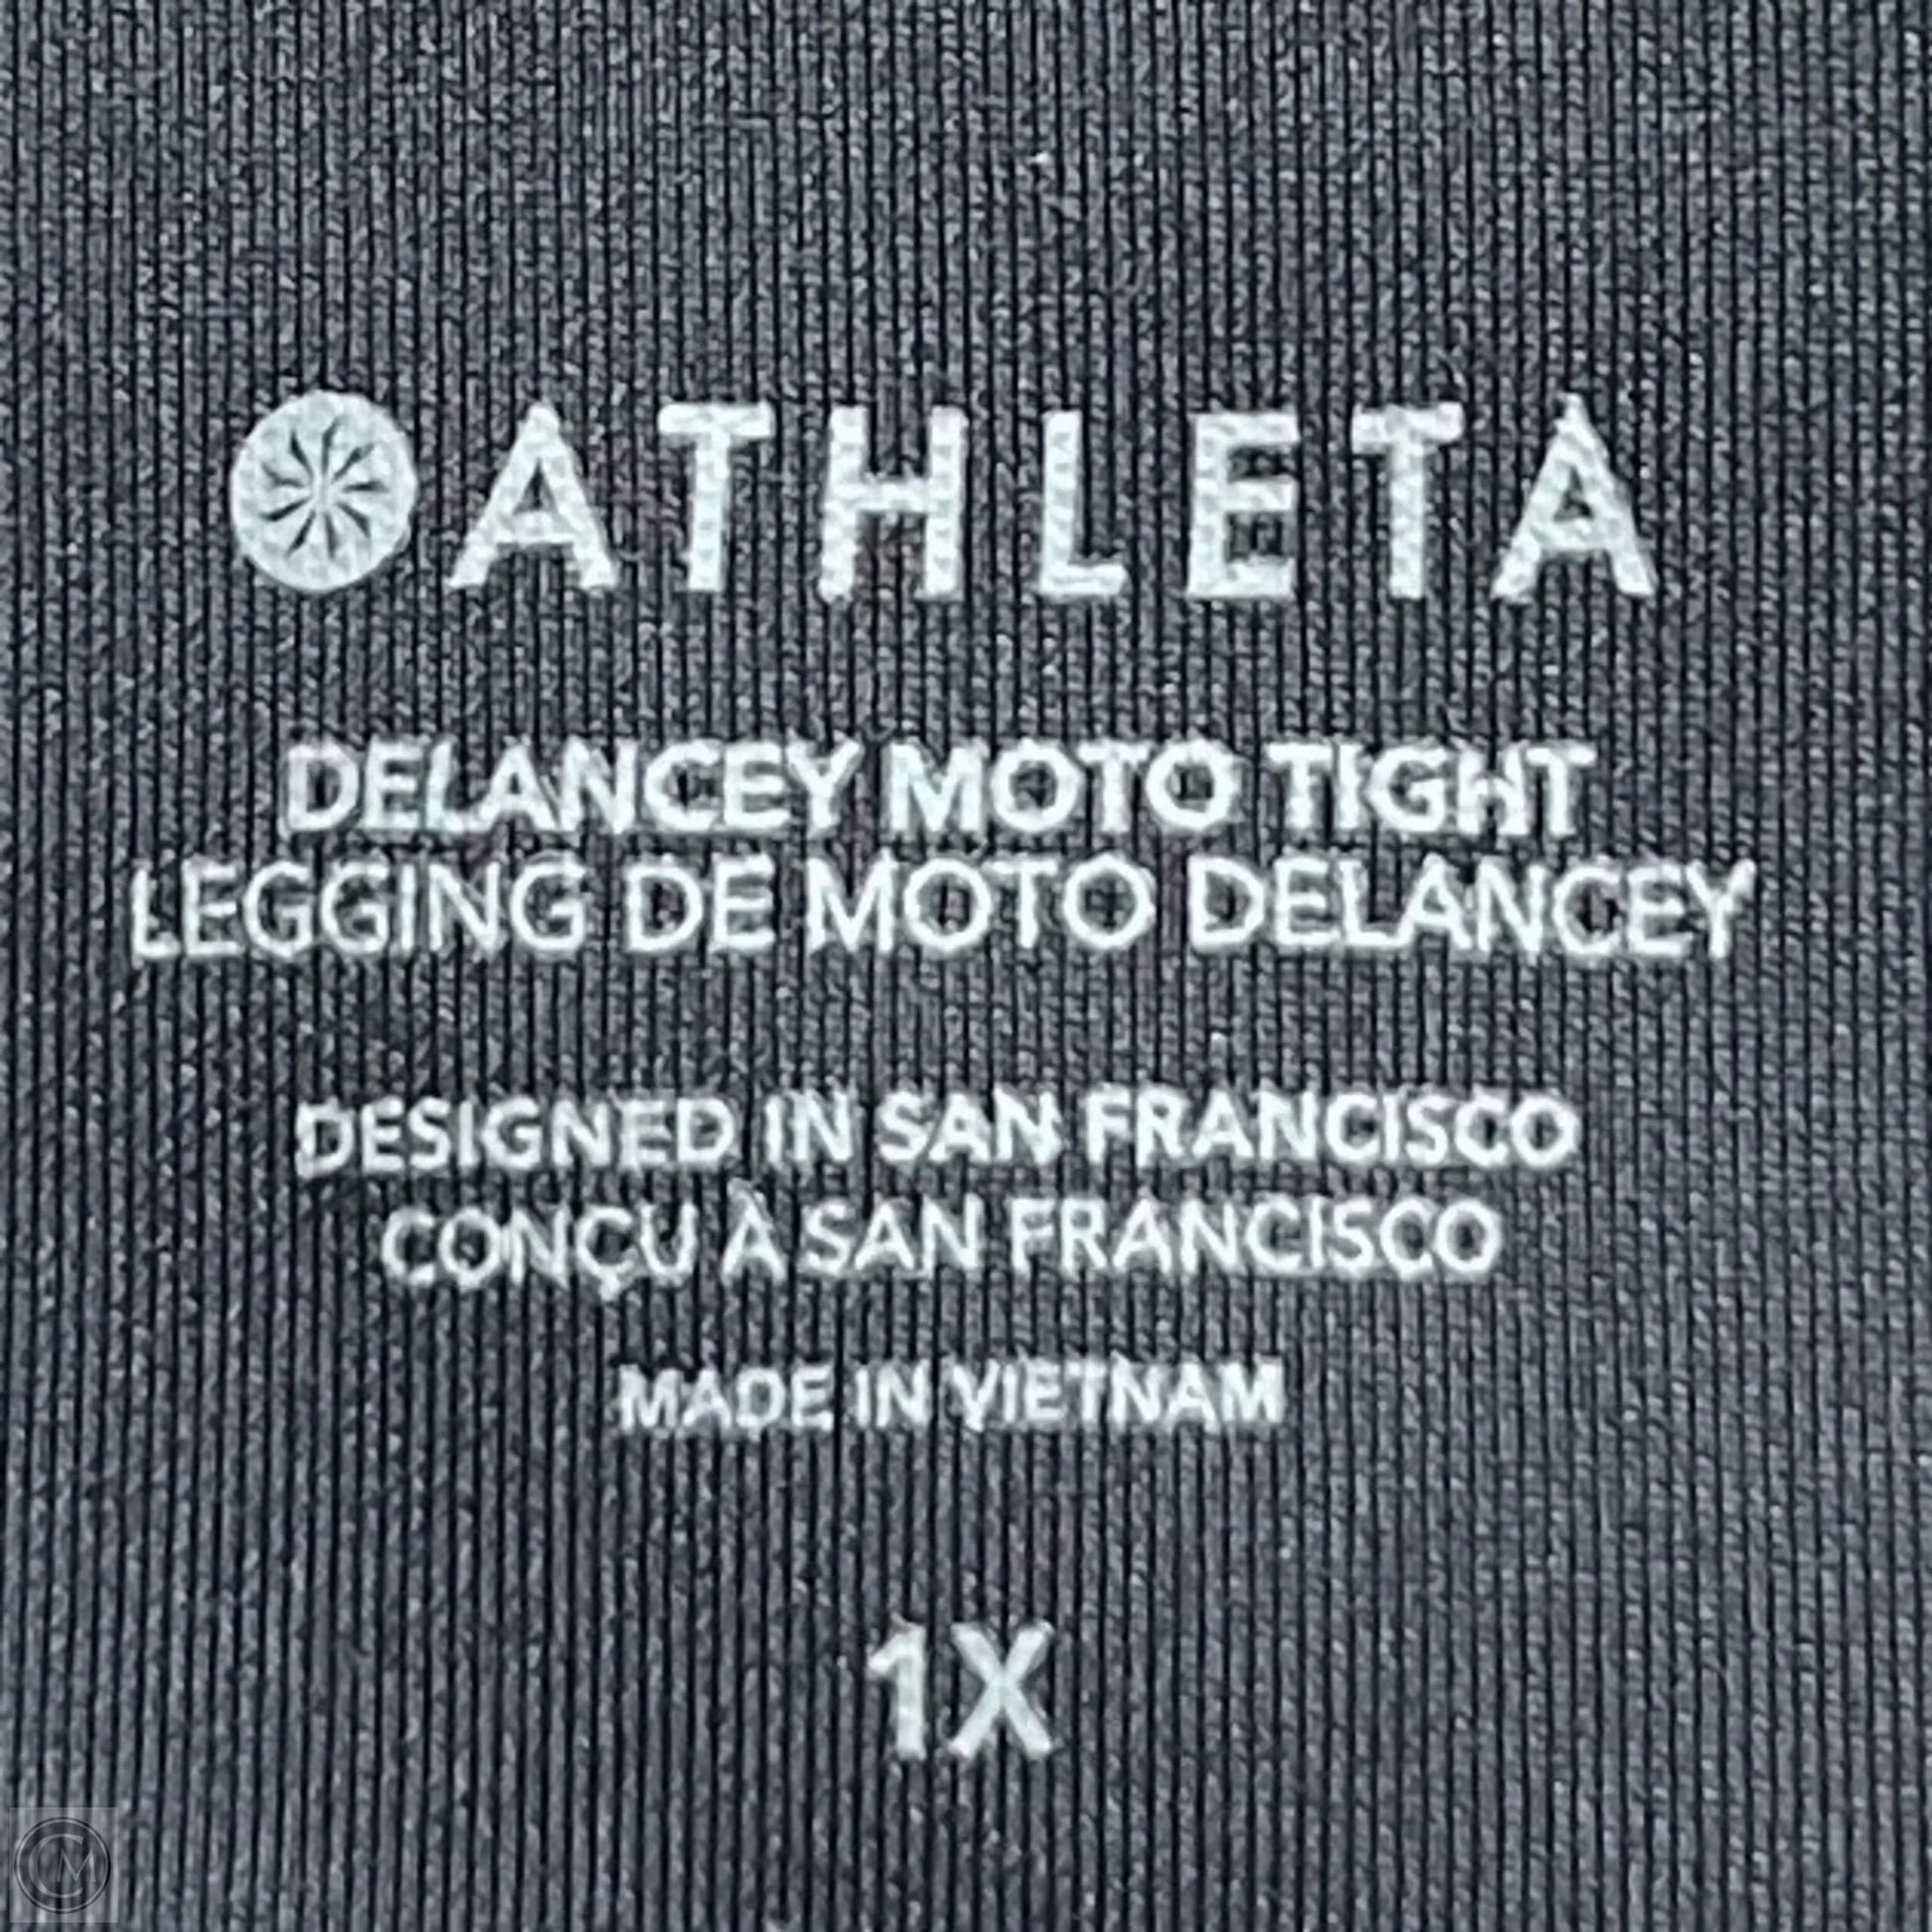 ATHLETA
DELANCEY MOTO TIGHT
LEGGING DE MOTO DELANCEY
DESIGNED IN SAN FRANCISCO
CONÇU À SAN FRANCISCO
MADE IN VIETNAM
1X
CM